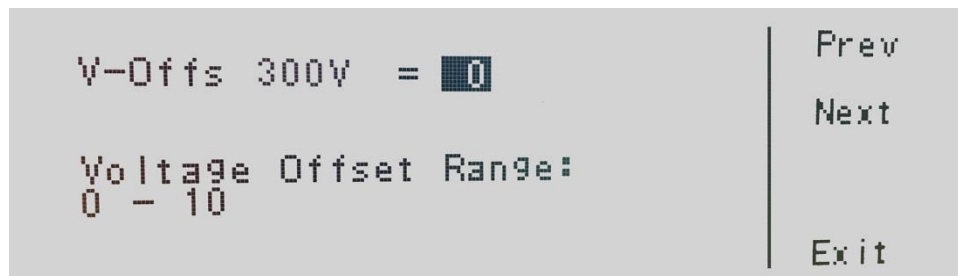 V-Offs 300V = 0
Voltage Offset Range:
0 - 10
Prev
Next
Exit